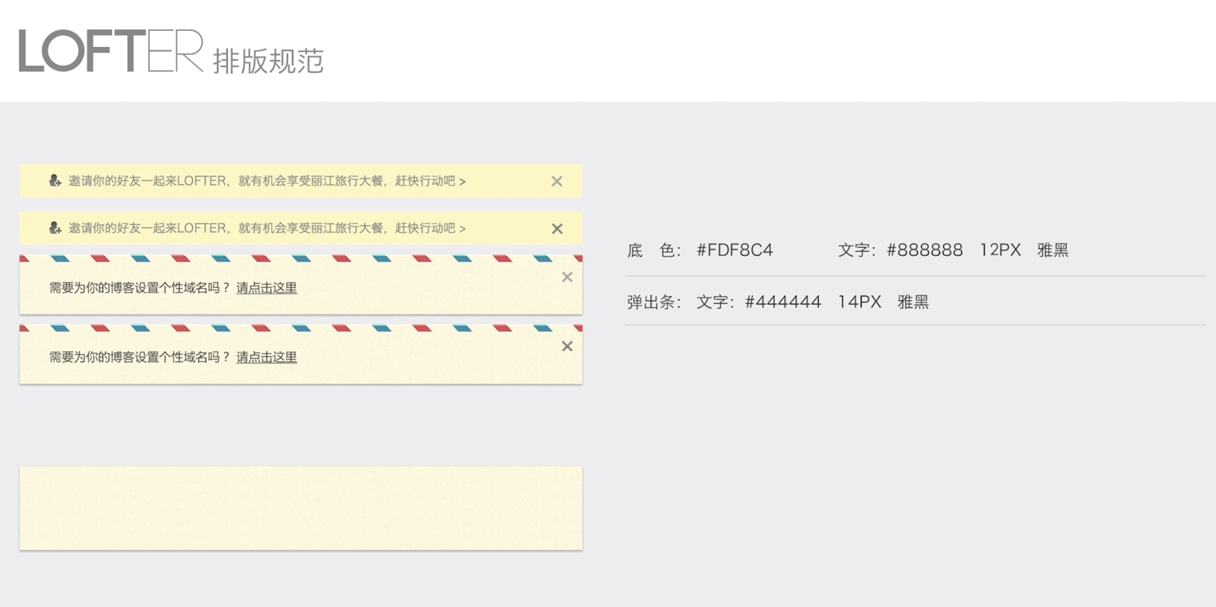 LOFTER 排版规范
邀请你的好友一起来LOFTER，就有机会享受丽江旅行大餐，赶快行动吧 >
邀请你的好友一起来LOFTER，就有机会享受丽江旅行大餐，赶快行动吧 >
需要为你的博客设置个性域名吗？ 请点击这里
需要为你的博客设置个性域名吗？ 请点击这里
底 色： #FDF8C4 文字：#888888 12PX 雅黑
弹出条： 文字：#444444 14PX 雅黑